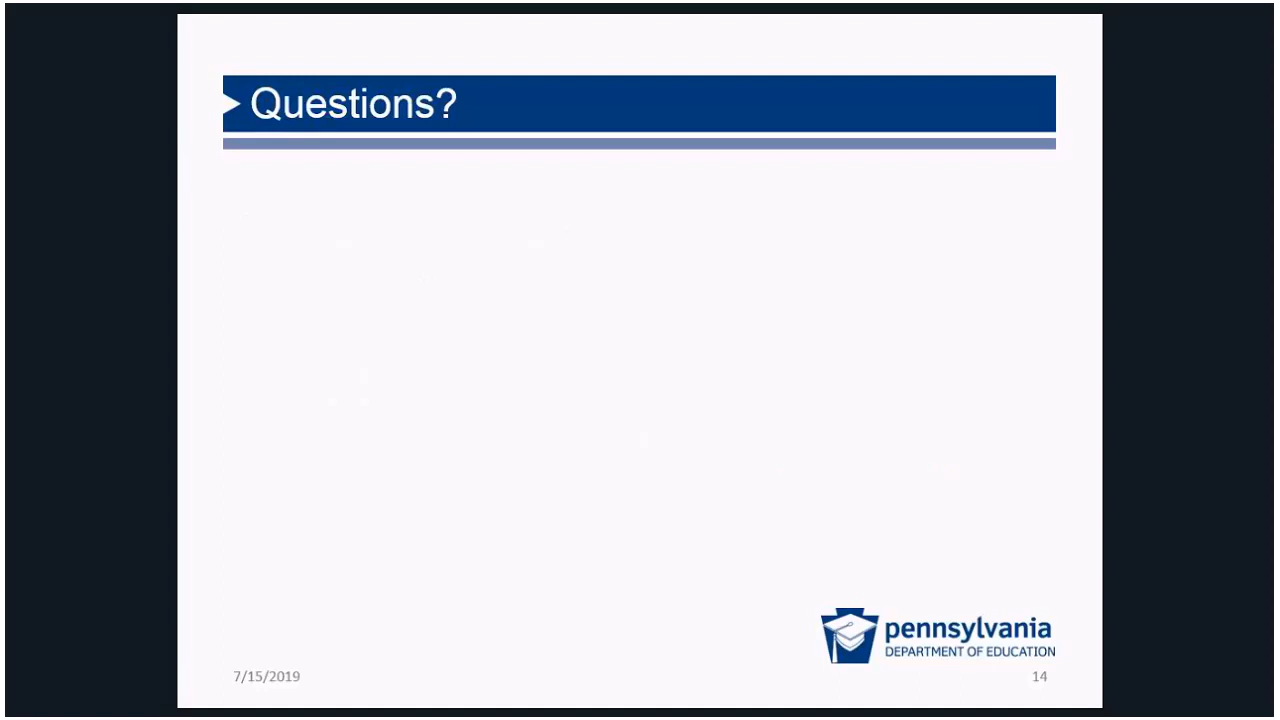 Questions?
pennsylvania
DEPARTMENT OF EDUCATION
7/15/2019
14